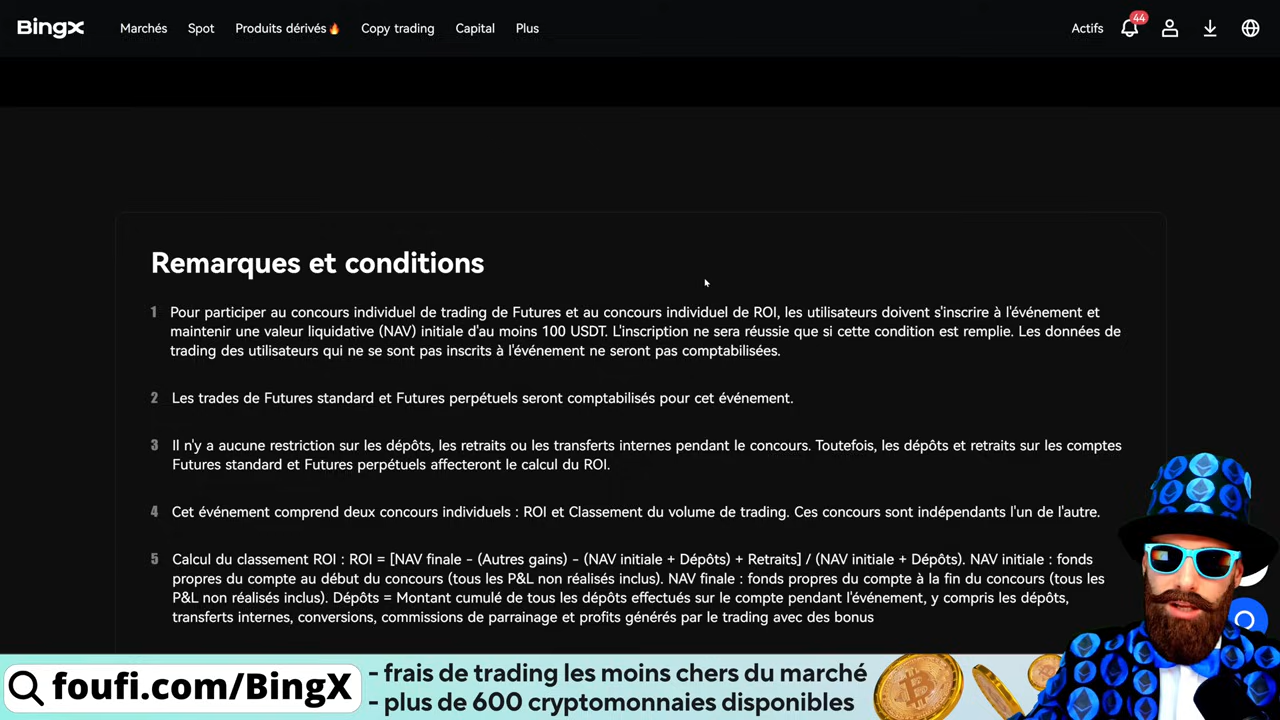 BingX
Marchés Spot Produits dérivés🔥 Copy trading Capital Plus
Actifs 44
Remarques et conditions
1 Pour participer au concours individuel de trading de Futures et au concours individuel de ROI, les utilisateurs doivent s'inscrire à l'événement et
maintenir une valeur liquidative (NAV) initiale d'au moins 100 USDT. L'inscription ne sera réussie que si cette condition est remplie. Les données de
trading des utilisateurs qui ne se sont pas inscrits à l'événement ne seront pas comptabilisées.
2 Les trades de Futures standard et Futures perpétuels seront comptabilisés pour cet événement.
3 Il n'y a aucune restriction sur les dépôts, les retraits ou les transferts internes pendant le concours. Toutefois, les dépôts et retraits sur les comptes
Futures standard et Futures perpétuels affecteront le calcul du ROI.
4 Cet événement comprend deux concours individuels : ROI et Classement du volume de trading. Ces concours sont indépendants l'un de l'autre.
5 Calcul du classement ROI : ROI = [NAV finale - (Autres gains) - (NAV initiale + Dépôts) + Retraits] / (NAV initiale + Dépôts). NAV initiale : fonds
propres du compte au début du concours (tous les P&L non réalisés inclus). NAV finale : fonds propres du compte à la fin du concours (tous les
P&L non réalisés inclus). Dépôts = Montant cumulé de tous les dépôts effectués sur le compte pendant l'événement, y compris les dépôts,
transferts internes, conversions, commissions de parrainage et profits générés par le trading avec des bonus
foufi.com/BingX
- frais de trading les moins chers du marché
- plus de 600 cryptomonnaies disponibles